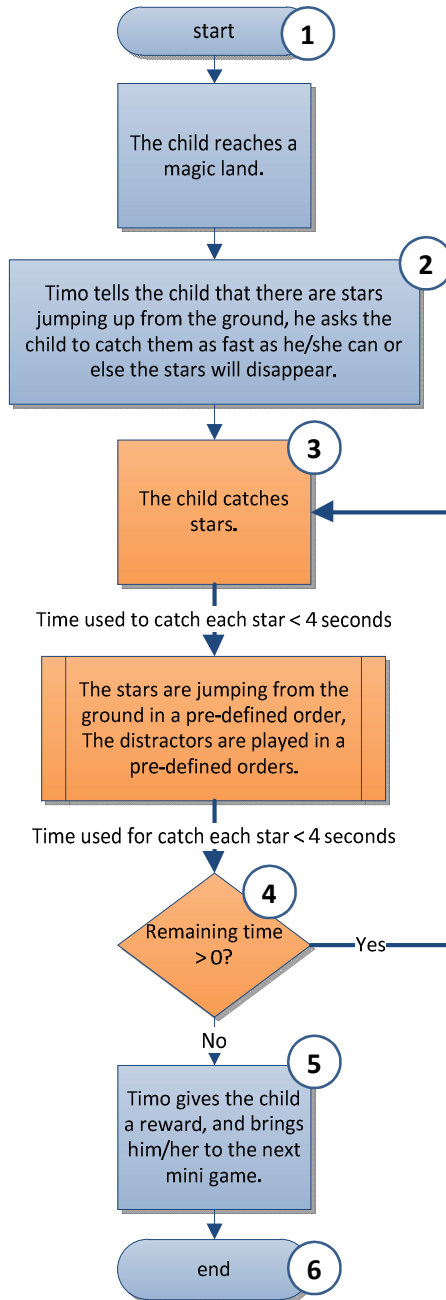 start
1
The child reaches a
magic land.
2
Timo tells the child that there are stars
jumping up from the ground, he asks the
child to catch them as fast as he/she can or
else the stars will disappear.
3
The child catches
stars.
Time used to catch each star < 4 seconds
The stars are jumping from the
ground in a pre-defined order,
The distractors are played in a
pre-defined orders.
Time used for catch each star < 4 seconds
4
Remaining time
> 0?
Yes
No
5
Timo gives the child
a reward, and brings
him/her to the next
mini game.
end
6